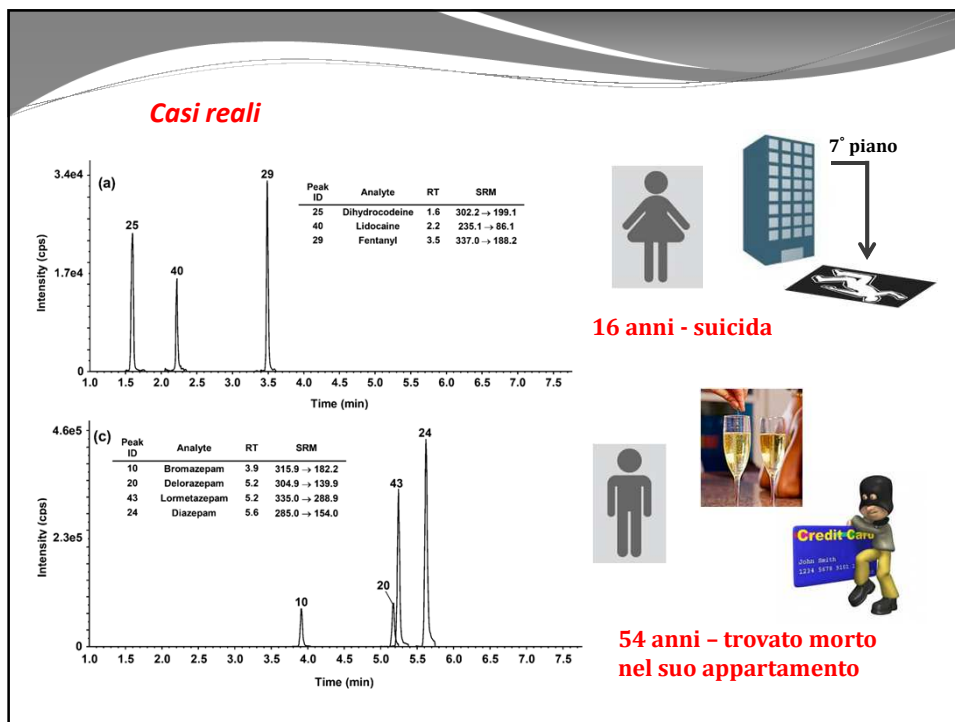 Casi reali
3.4e4
1.7e4
0
Intensity (cps)
(a)
25
40
29
Peak ID Analyte RT SRM
25 Dihydrocodeine 1.6 302.2 → 199.1
40 Lidocaine 2.2 235.1 → 86.1
29 Fentanyl 3.5 337.0 → 188.2
1.0 1.5 2.0 2.5 3.0 3.5 4.0 4.5 5.0 5.5 6.0 6.5 7.0 7.5
Time (min)
7° piano
16 anni - suicida
4.6e5
2.3e5
0
Intensity (cps)
(c)
Peak ID Analyte RT SRM
10 Bromazepam 3.9 315.9 → 182.2
20 Delorazepam 5.2 304.9 → 139.9
43 Lormetazepam 5.2 335.0 → 288.9
24 Diazepam 5.6 285.0 → 154.0
10
20
43
24
1.0 1.5 2.0 2.5 3.0 3.5 4.0 4.5 5.0 5.5 6.0 6.5 7.0 7.5
Time (min)
Credit Card
John Smith
1234 5678 9101
54 anni – trovato morto
nel suo appartamento